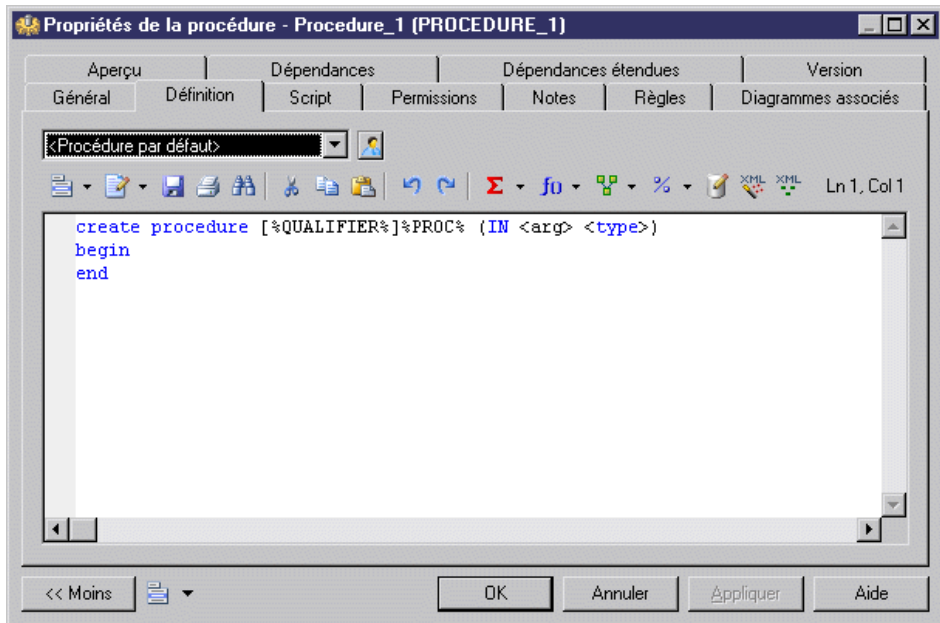 Propriétés de la procédure - Procedure_1 (PROCEDURE_1)
Aperçu Dépendances Dépendances étendues Version
Général Définition Script Permissions Notes Règles Diagrammes associés
<Procédure par défaut>
Σ f() % XML XML Ln 1, Col 1
create procedure [%QUALIFIER%]%PROC% (IN <arg> <type>)
begin
end
<< Moins OK Annuler Appliquer Aide